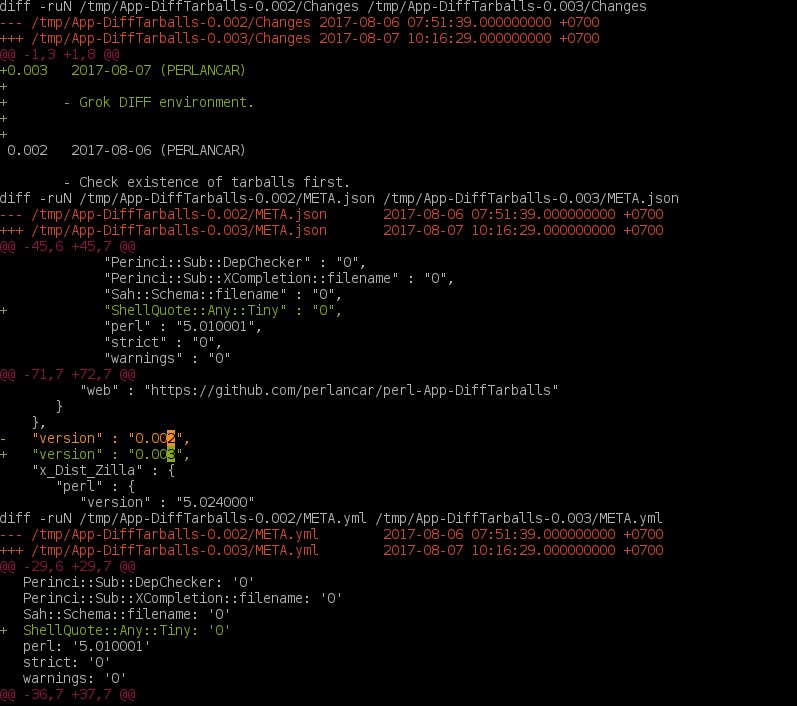 diff -ruN /tmp/App-DiffTarballs-0.002/Changes /tmp/App-DiffTarballs-0.003/Changes
--- /tmp/App-DiffTarballs-0.002/Changes 2017-08-06 07:51:39.000000000 +0700
+++ /tmp/App-DiffTarballs-0.003/Changes 2017-08-07 10:16:29.000000000 +0700
@@ -1,3 +1,8 @@
+0.003   2017-08-07 (PERLANCAR)
+
+       - Grok DIFF environment.
+
+
 0.002   2017-08-06 (PERLANCAR)

        - Check existence of tarballs first.
diff -ruN /tmp/App-DiffTarballs-0.002/META.json /tmp/App-DiffTarballs-0.003/META.json
--- /tmp/App-DiffTarballs-0.002/META.json       2017-08-06 07:51:39.000000000 +0700
+++ /tmp/App-DiffTarballs-0.003/META.json       2017-08-07 10:16:29.000000000 +0700
@@ -45,6 +45,7 @@
             "Perinci::Sub::DepChecker" : "0",
             "Perinci::Sub::XCompletion::filename" : "0",
             "Sah::Schema::filename" : "0",
+            "ShellQuote::Any::Tiny" : "0",
             "perl" : "5.010001",
             "strict" : "0",
             "warnings" : "0"
@@ -71,7 +72,7 @@
          "web" : "https://github.com/perlancar/perl-App-DiffTarballs"
       }
    },
-   "version" : "0.002",
+   "version" : "0.003",
    "x_Dist_Zilla" : {
       "perl" : {
          "version" : "5.024000"
diff -ruN /tmp/App-DiffTarballs-0.002/META.yml /tmp/App-DiffTarballs-0.003/META.yml
--- /tmp/App-DiffTarballs-0.002/META.yml        2017-08-06 07:51:39.000000000 +0700
+++ /tmp/App-DiffTarballs-0.003/META.yml        2017-08-07 10:16:29.000000000 +0700
@@ -29,6 +29,7 @@
   Perinci::Sub::DepChecker: '0'
   Perinci::Sub::XCompletion::filename: '0'
   Sah::Schema::filename: '0'
+  ShellQuote::Any::Tiny: '0'
   perl: '5.010001'
   strict: '0'
   warnings: '0'
@@ -36,7 +37,7 @@